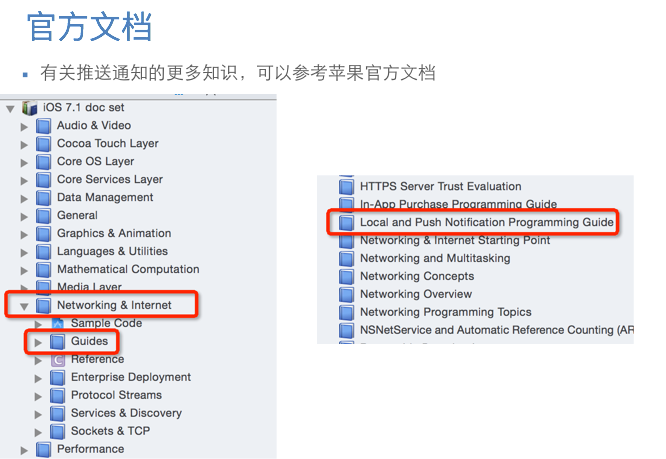 官方文档
有关推送通知的更多知识，可以参考苹果官方文档
iOS 7.1 doc set
Audio & Video
Cocoa Touch Layer
Core OS Layer
Core Services Layer
Data Management
General
Graphics & Animation
Languages & Utilities
Mathematical Computation
Media Layer
Networking & Internet
Sample Code
Guides
Reference
Enterprise Deployment
Protocol Streams
Services & Discovery
Sockets & TCP
Performance
HTTPS Server Trust Evaluation
In-App Purchase Programming Guide
Local and Push Notification Programming Guide
Networking & Internet Starting Point
Networking and Multitasking
Networking Concepts
Networking Overview
Networking Programming Topics
NSNetService and Automatic Reference Counting (AR